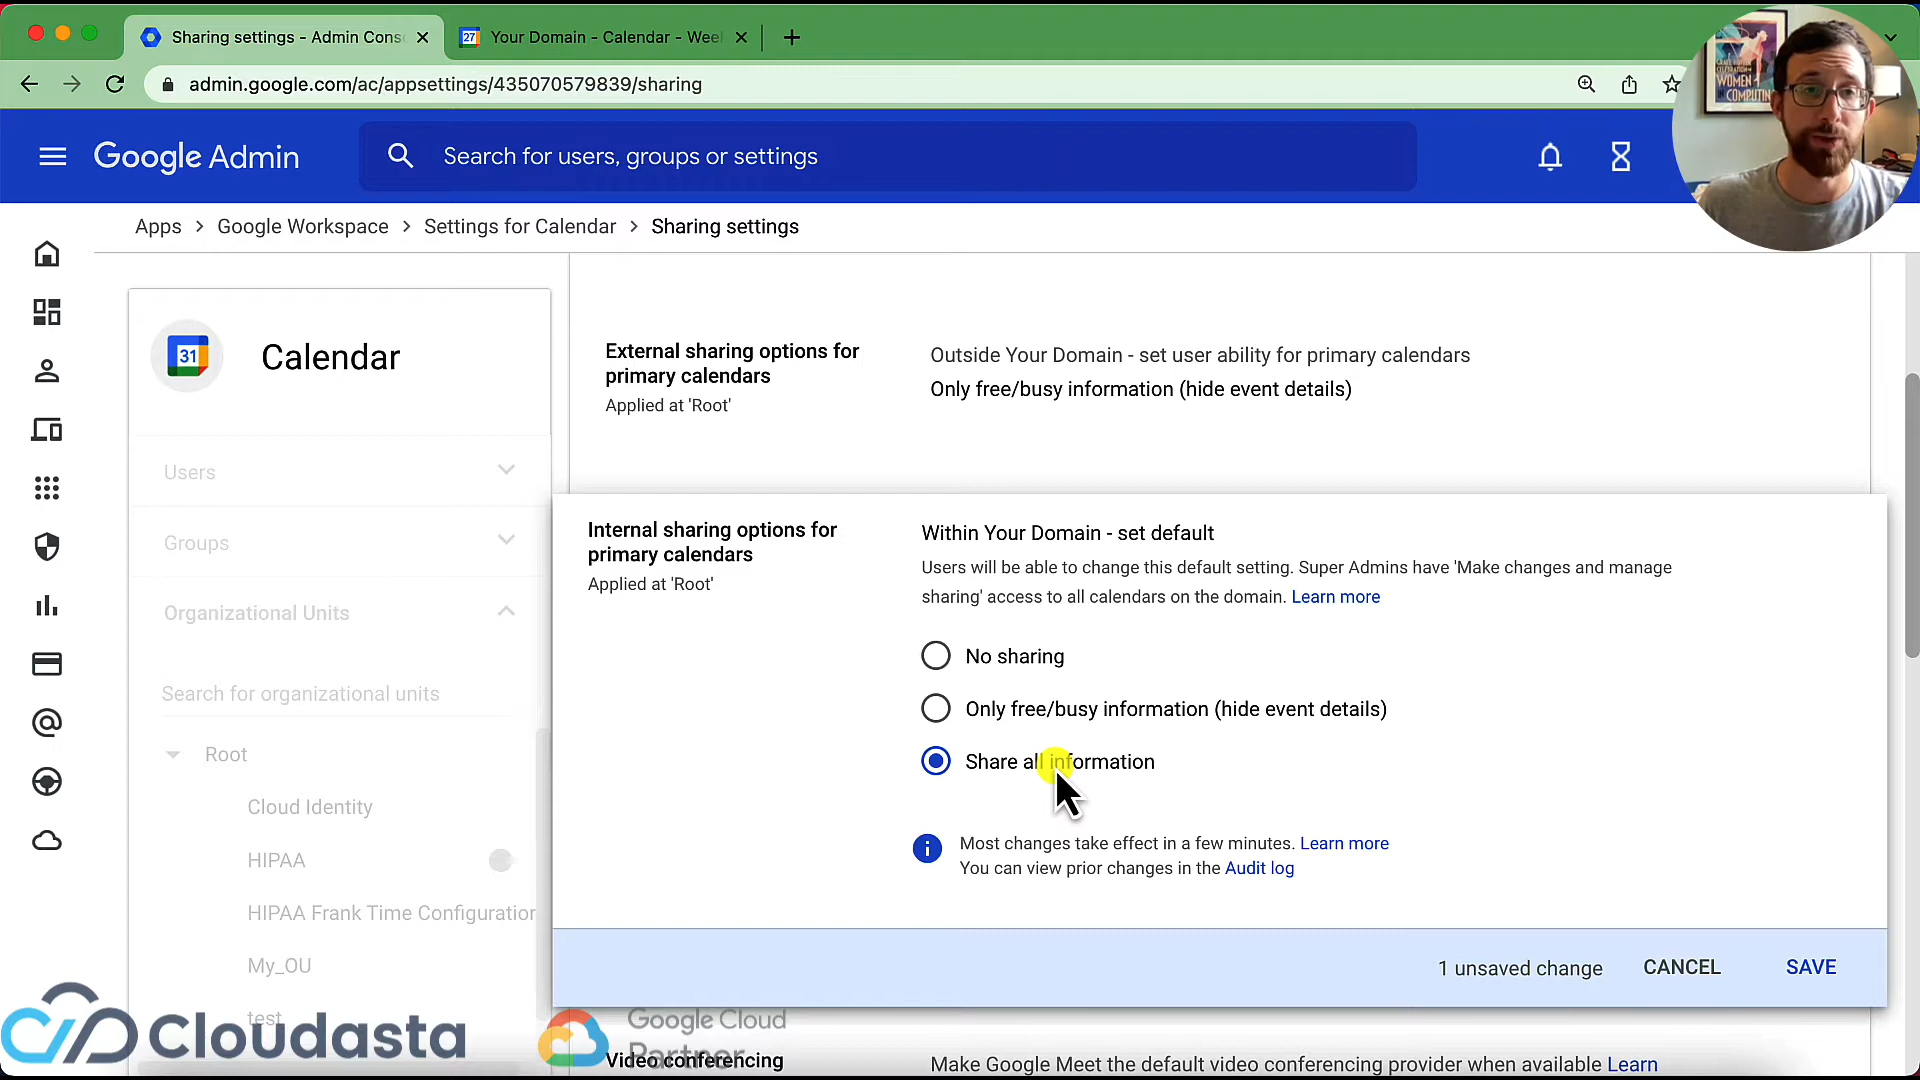 Sharing settings - Admin Cons
Your Domain - Calendar - Wee
admin.google.com/ac/appsettings/435070579839/sharing
WOMEN
COMPUTIN
Google Admin
Search for users, groups or settings
Apps > Google Workspace > Settings for Calendar > Sharing settings
31
Calendar
Users
Groups
Organizational Units
Search for organizational units
Root
Cloud Identity
HIPAA
HIPAA Frank Time Configuration
My_OU
test
External sharing options for
primary calendars
Applied at 'Root'
Outside Your Domain - set user ability for primary calendars
Only free/busy information (hide event details)
Internal sharing options for
primary calendars
Applied at 'Root'
Within Your Domain - set default
Users will be able to change this default setting. Super Admins have 'Make changes and manage
sharing' access to all calendars on the domain. Learn more
No sharing
Only free/busy information (hide event details)
Share all information
Most changes take effect in a few minutes. Learn more
You can view prior changes in the Audit log
1 unsaved change
CANCEL
SAVE
Cloudasta
Google Cloud
Partner
Video conferencing
Make Google Meet the default video conferencing provider when available Learn